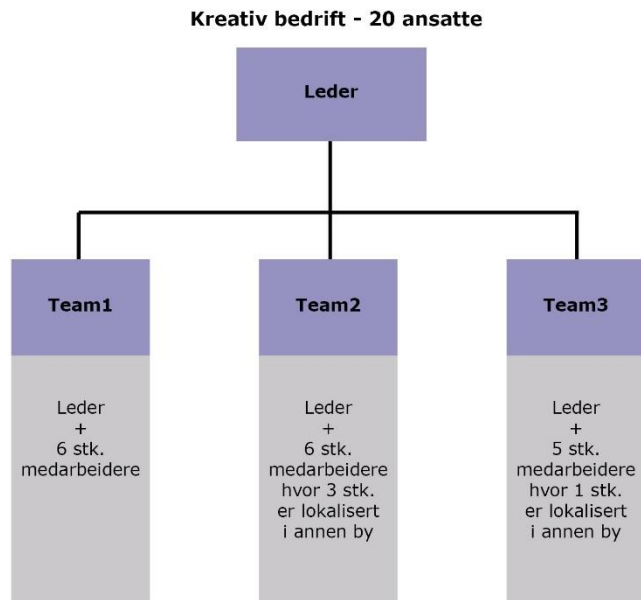 Kreativ bedrift - 20 ansatte
Leder
Team1
Team2
Team3
Leder
+
6 stk.
medarbeidere
Leder
+
6 stk.
medarbeidere
hvor 3 stk.
er lokalisert
i annen by
Leder
+
5 stk.
medarbeidere
hvor 1 stk.
er lokalisert
i annen by